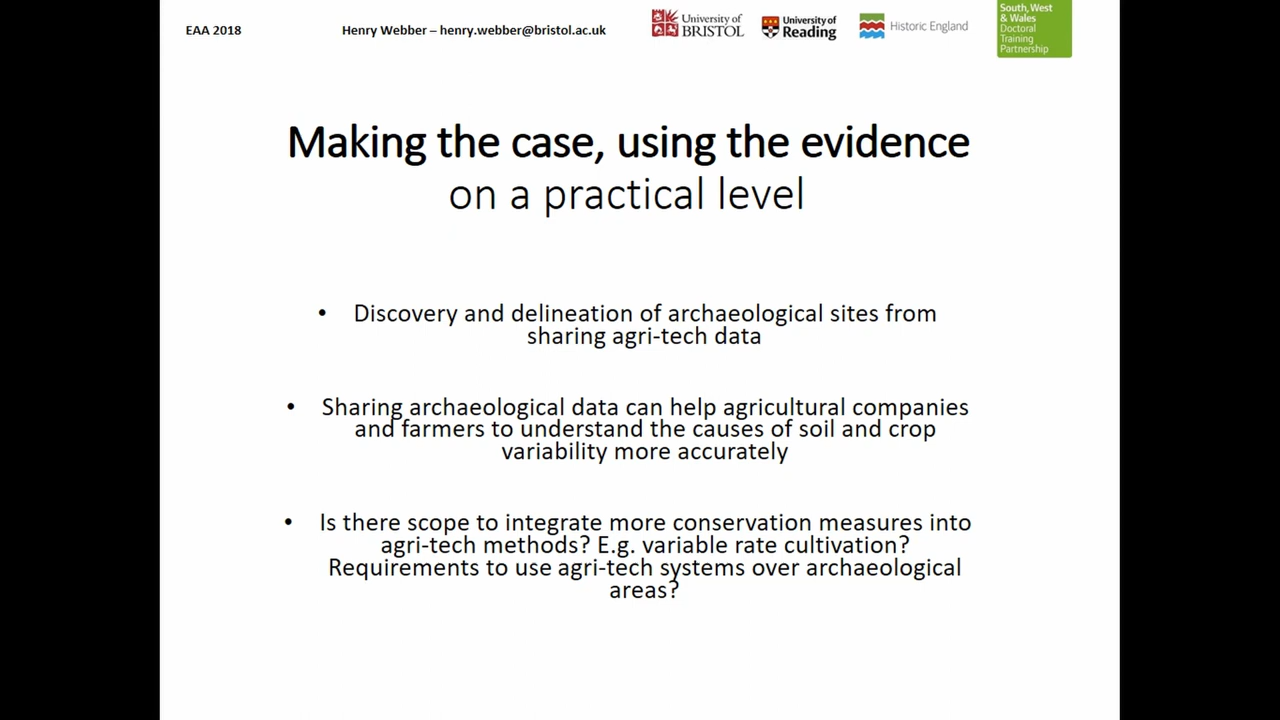 EAA 2018
Henry Webber – henry.webber@bristol.ac.uk
University of
BRISTOL
University of
Reading
Historic England
South, West
& Wales
Doctoral
Training
Partnership
Making the case, using the evidence
on a practical level
• Discovery and delineation of archaeological sites from
sharing agri-tech data
• Sharing archaeological data can help agricultural companies
and farmers to understand the causes of soil and crop
variability more accurately
• Is there scope to integrate more conservation measures into
agri-tech methods? E.g. variable rate cultivation?
Requirements to use agri-tech systems over archaeological
areas?